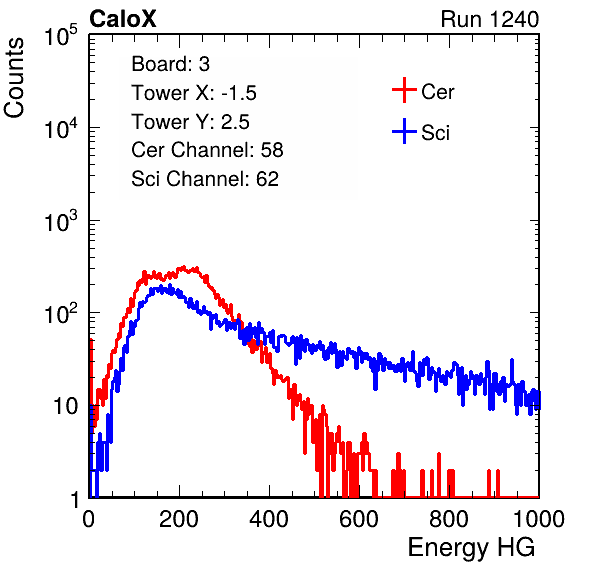 CaloX Run 1240
Counts
Board: 3
Tower X: -1.5
Tower Y: 2.5
Cer Channel: 58
Sci Channel: 62
Cer
Sci
10^5
10^4
10^3
10^2
10
1
0 200 400 600 800 1000
Energy HG